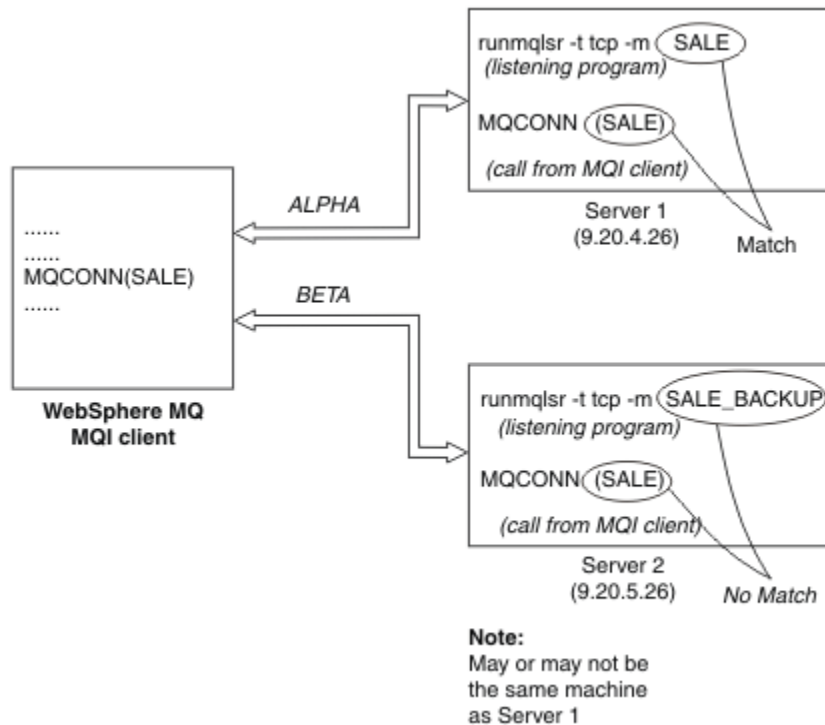 runmqlsr -t tcp -m SALE
(listening program)
MQCONN (SALE)
(call from MQI client)
Server 1
(9.20.4.26)
Match
ALPHA
......
......
MQCONN(SALE)
......
BETA
WebSphere MQ
MQI client
runmqlsr -t tcp -m SALE_BACKUP
(listening program)
MQCONN (SALE)
(call from MQI client)
Server 2
(9.20.5.26)
No Match
Note:
May or may not be
the same machine
as Server 1